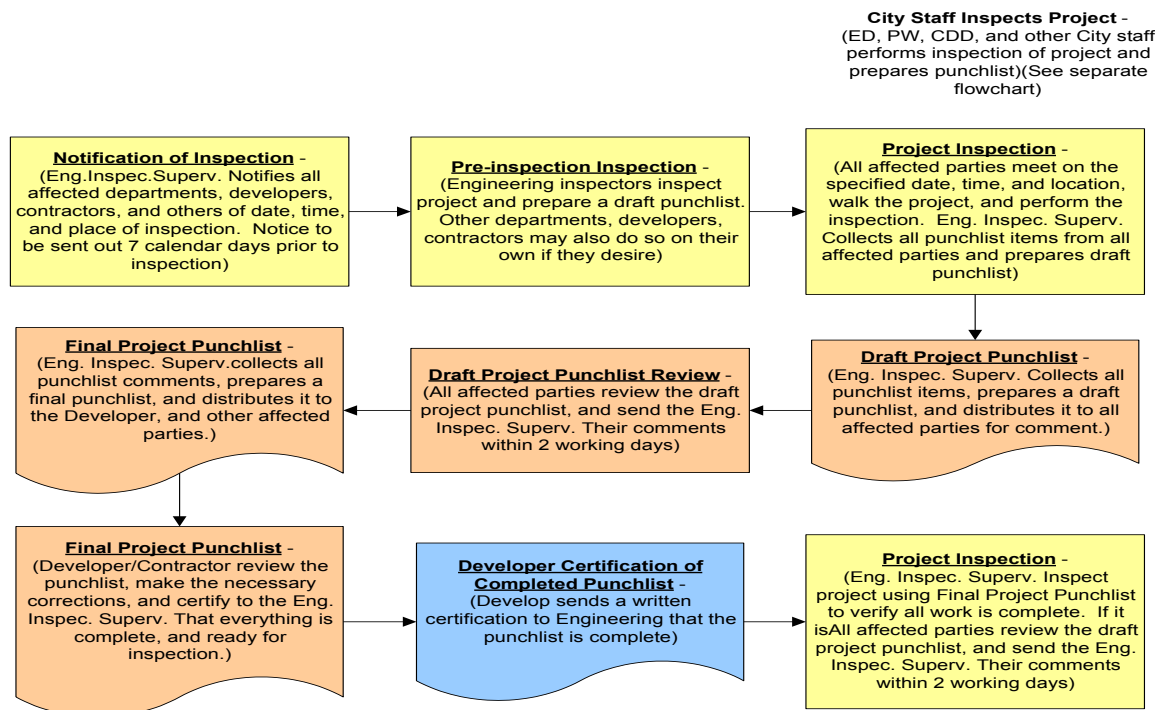 City Staff Inspects Project -
(ED, PW, CDD, and other City staff
performs inspection of project and
prepares punchlist)(See separate
flowchart)
Notification of Inspection -
(Eng.Inspec.Superv. Notifies all
affected departments, developers,
contractors, and others of date, time,
and place of inspection. Notice to
be sent out 7 calendar days prior to
inspection)
Pre-inspection Inspection -
(Engineering inspectors inspect
project and prepare a draft punchlist.
Other departments, developers,
contractors may also do so on their
own if they desire)
Project Inspection -
(All affected parties meet on the
specified date, time, and location,
walk the project, and perform the
inspection. Eng. Inspec. Superv.
Collects all punchlist items from all
affected parties and prepares draft
punchlist)
Draft Project Punchlist -
(Eng. Inspec. Superv. Collects all
punchlist items, prepares a draft
punchlist, and distributes it to all
affected parties for comment.)
Draft Project Punchlist Review -
(All affected parties review the draft
project punchlist, and send the Eng.
Inspec. Superv. Their comments
within 2 working days)
Final Project Punchlist -
(Eng. Inspec. Superv.collects all
punchlist comments, prepares a
final punchlist, and distributes it to
the Developer, and other affected
parties.)
Final Project Punchlist -
(Developer/Contractor review the
punchlist, make the necessary
corrections, and certify to the Eng.
Inspec. Superv. That everything is
complete, and ready for
inspection.)
Developer Certification of
Completed Punchlist -
(Develop sends a written
certification to Engineering that the
punchlist is complete)
Project Inspection -
(Eng. Inspec. Superv. Inspect
project using Final Project Punchlist
to verify all work is complete. If it
isAll affected parties review the draft
project punchlist, and send the Eng.
Inspec. Superv. Their comments
within 2 working days)